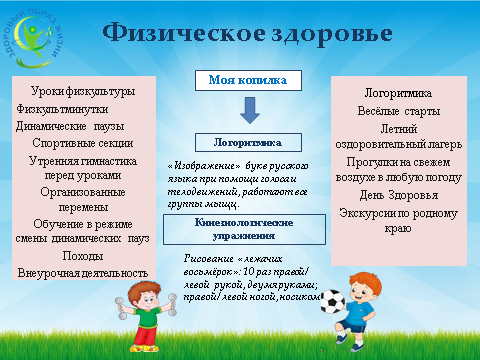 ЗДОРОВЫЙ ОБРАЗ ЖИЗНИ
Физическое здоровье
Уроки физкультуры
Физкультминутки
Динамические паузы
Спортивные секции
Утренняя гимнастика
перед уроками
Организованные
перемены
Обучение в режиме
смены динамических пауз
Походы
Внеурочная деятельность
Моя копилка
Логоритмика
«Изображение» букв русского
языка при помощи голоса и
телодвижений, работают все
группы мышц.
Кинезиологические
упражнения
Рисование «лежачих
восьмёрок»: 10 раз правой/
левой рукой, двумя руками;
правой/ левой ногой, носиком
Логоритмика
Весёлые старты
Летний
оздоровительный лагерь
Прогулки на свежем
воздухе в любую погоду
День Здоровья
Экскурсии по родному
краю